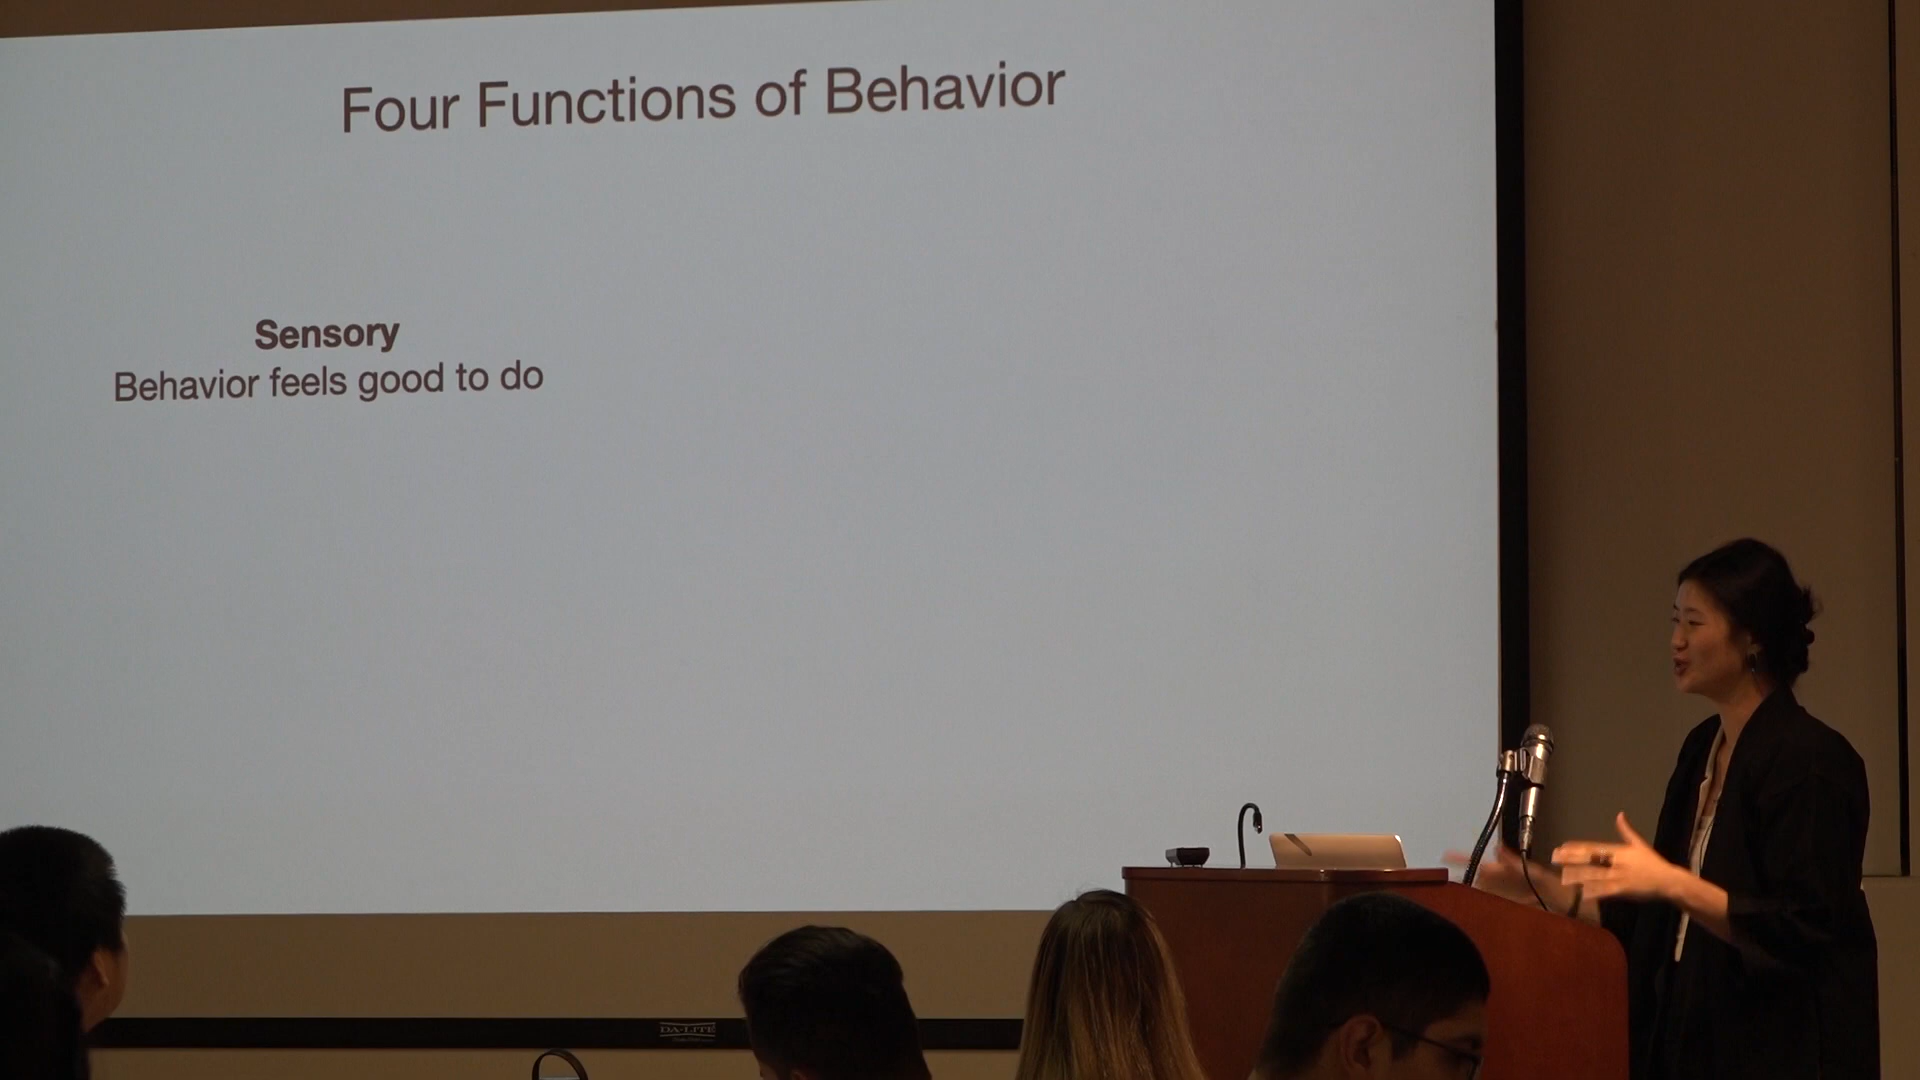 Four Functions of Behavior
Sensory
Behavior feels good to do
DA-LITE